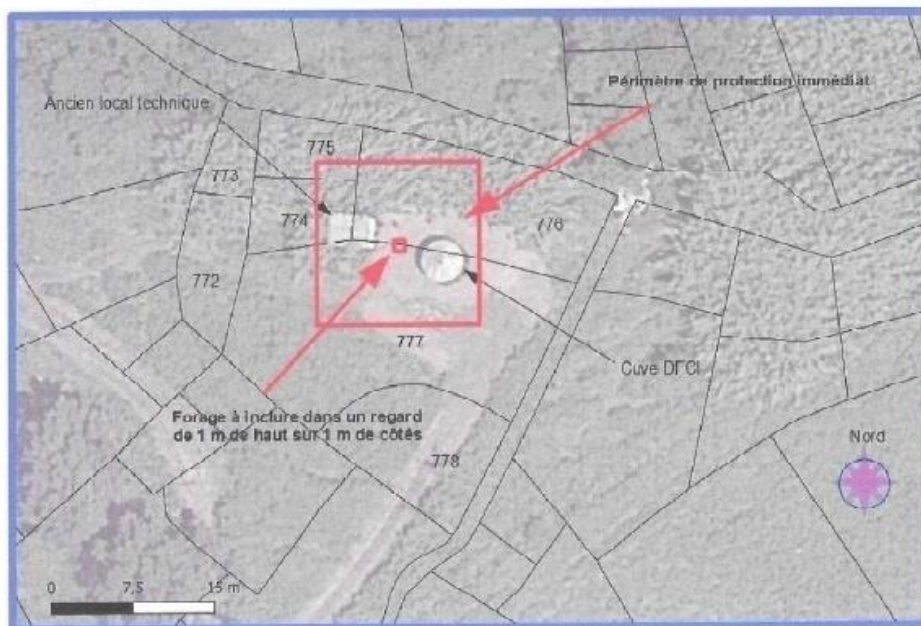 Périmètre de protection immédiat
Ancien local technique
775
773
774
776
772
777
Cuve DFCI
Forage à inclure dans un regard
de 1 m de haut sur 1 m de côtés
778
Nord
0 7,5 15 m